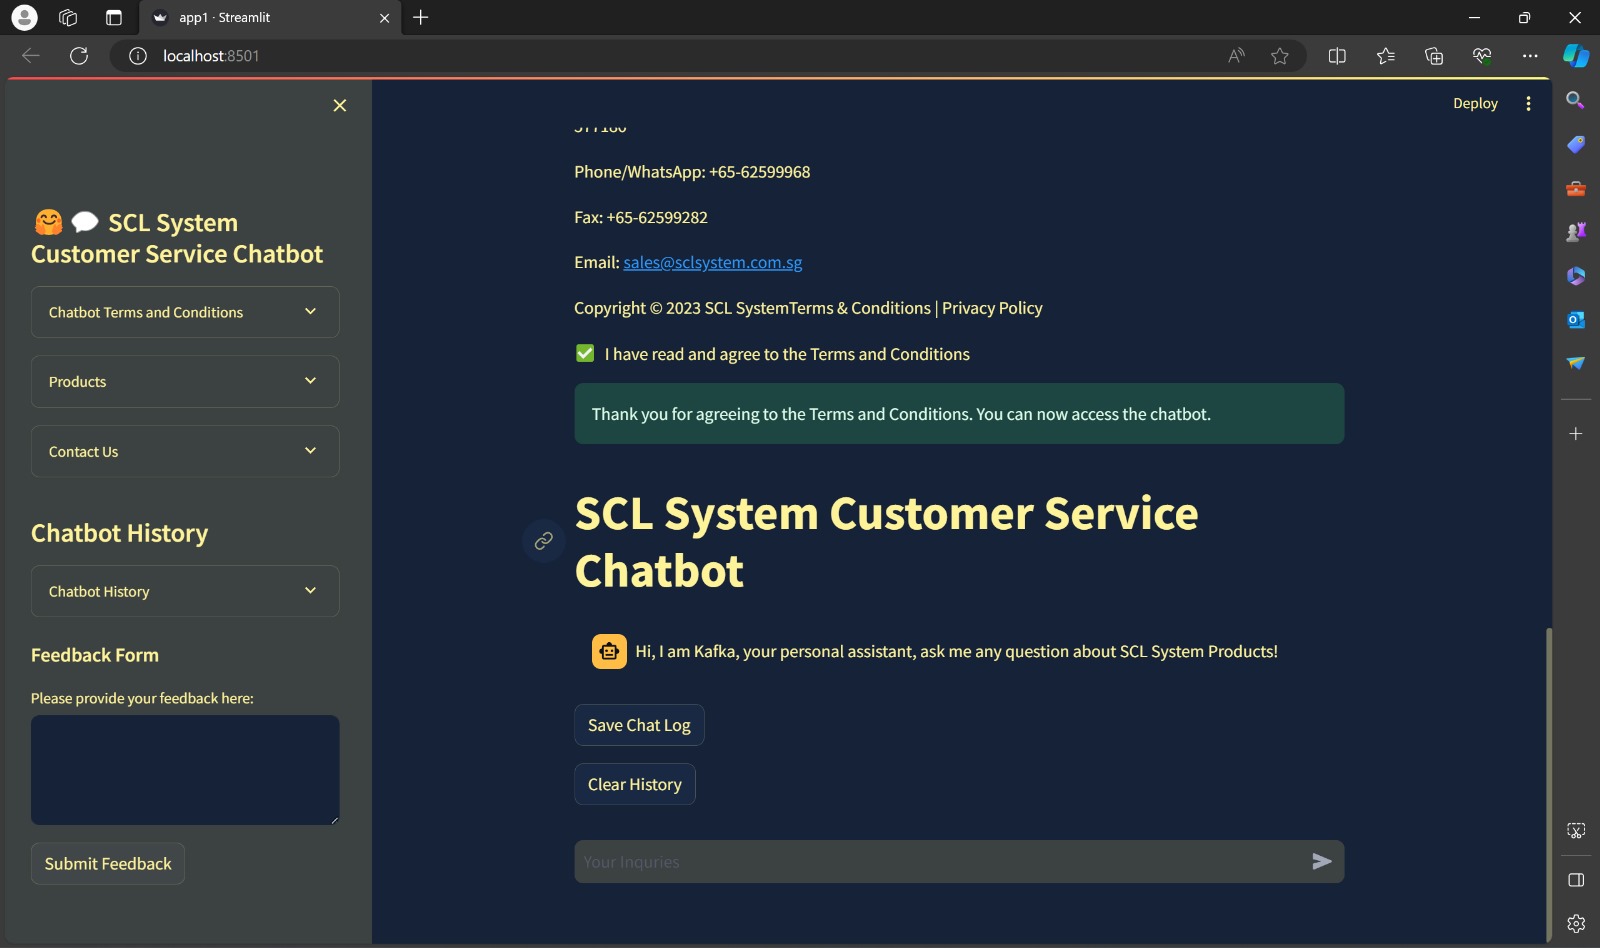 app1 · Streamlit
localhost:8501
Deploy
SCL System
Customer Service Chatbot
Chatbot Terms and Conditions
Products
Contact Us
Chatbot History
Chatbot History
Feedback Form
Please provide your feedback here:
Submit Feedback
Phone/WhatsApp: +65-62599968
Fax: +65-62599282
Email: sales@sclsystem.com.sg
Copyright © 2023 SCL SystemTerms & Conditions | Privacy Policy
I have read and agree to the Terms and Conditions
Thank you for agreeing to the Terms and Conditions. You can now access the chatbot.
SCL System Customer Service
Chatbot
Hi, I am Kafka, your personal assistant, ask me any question about SCL System Products!
Save Chat Log
Clear History
Your Inquries